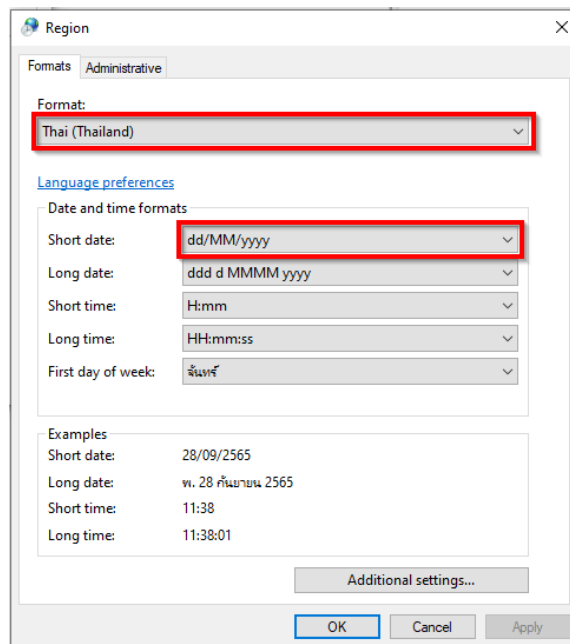 Region
Formats Administrative
Format:
Thai (Thailand)
Language preferences
Date and time formats
Short date: dd/MM/yyyy
Long date: ddd d MMMM yyyy
Short time: H:mm
Long time: HH:mm:ss
First day of week: จันทร์
Examples
Short date: 28/09/2565
Long date: พ. 28 กันยายน 2565
Short time: 11:38
Long time: 11:38:01
Additional settings...
OK Cancel Apply